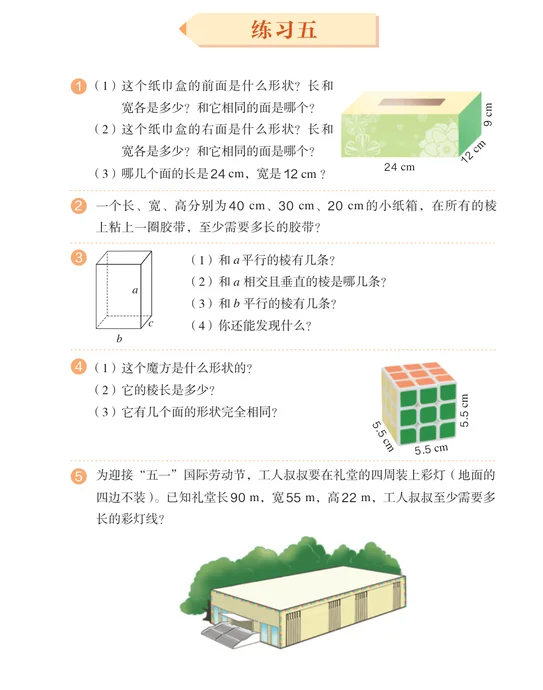 练习五
1 （1）这个纸巾盒的前面是什么形状？长和
宽各是多少？和它相同的面是哪个？
（2）这个纸巾盒的右面是什么形状？长和
宽各是多少？和它相同的面是哪个？
（3）哪几个面的长是24 cm，宽是12 cm？
9 cm
12 cm
24 cm
2 一个长、宽、高分别为40 cm、30 cm、20 cm的小纸箱，在所有的棱
上粘上一圈胶带，至少需要多长的胶带？
3 （1）和a平行的棱有几条？
（2）和a相交且垂直的棱是哪几条？
（3）和b平行的棱有几条？
（4）你还能发现什么？
a
c
b
4 （1）这个魔方是什么形状的？
（2）它的棱长是多少？
（3）它有几个面的形状完全相同？
5.5 cm
5.5 cm
5.5 cm
5 为迎接“五一”国际劳动节，工人叔叔要在礼堂的四周装上彩灯（地面的
四边不装）。已知礼堂长90 m，宽55 m，高22 m，工人叔叔至少需要多
长的彩灯线？